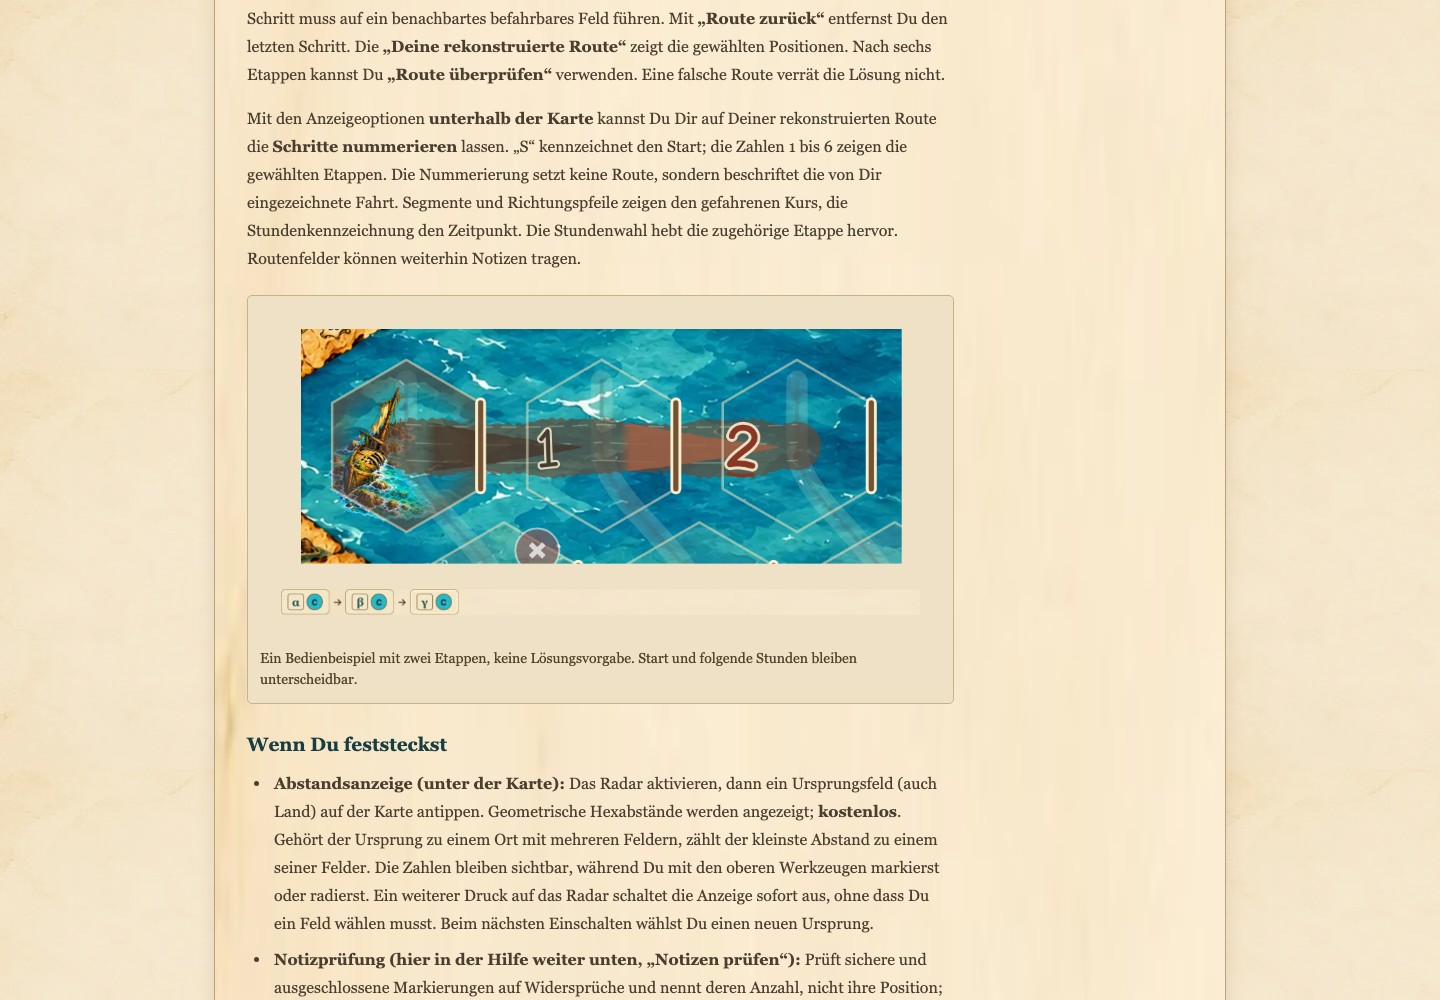 Schritt muss auf ein benachbartes befahrbares Feld führen. Mit „Route zurück“ entfernst Du den
letzten Schritt. Die „Deine rekonstruierte Route“ zeigt die gewählten Positionen. Nach sechs
Etappen kannst Du „Route überprüfen“ verwenden. Eine falsche Route verrät die Lösung nicht.
Mit den Anzeigeoptionen unterhalb der Karte kannst Du Dir auf Deiner rekonstruierten Route
die Schritte nummerieren lassen. „S“ kennzeichnet den Start; die Zahlen 1 bis 6 zeigen die
gewählten Etappen. Die Nummerierung setzt keine Route, sondern beschriftet die von Dir
eingezeichnete Fahrt. Segmente und Richtungspfeile zeigen den gefahrenen Kurs, die
Stundenkennzeichnung den Zeitpunkt. Die Stundenwahl hebt die zugehörige Etappe hervor.
Routenfelder können weiterhin Notizen tragen.
1 2
α C → β C → γ C
Ein Bedienbeispiel mit zwei Etappen, keine Lösungsvorgabe. Start und folgende Stunden bleiben
unterscheidbar.
Wenn Du feststeckst
• Abstandsanzeige (unter der Karte): Das Radar aktivieren, dann ein Ursprungsfeld (auch
Land) auf der Karte antippen. Geometrische Hexabstände werden angezeigt; kostenlos.
Gehört der Ursprung zu einem Ort mit mehreren Feldern, zählt der kleinste Abstand zu einem
seiner Felder. Die Zahlen bleiben sichtbar, während Du mit den oberen Werkzeugen markierst
oder radierst. Ein weiterer Druck auf das Radar schaltet die Anzeige sofort aus, ohne dass Du
ein Feld wählen musst. Beim nächsten Einschalten wählst Du einen neuen Ursprung.
• Notizprüfung (hier in der Hilfe weiter unten, „Notizen prüfen“): Prüft sichere und
ausgeschlossene Markierungen auf Widersprüche und nennt deren Anzahl, nicht ihre Position;